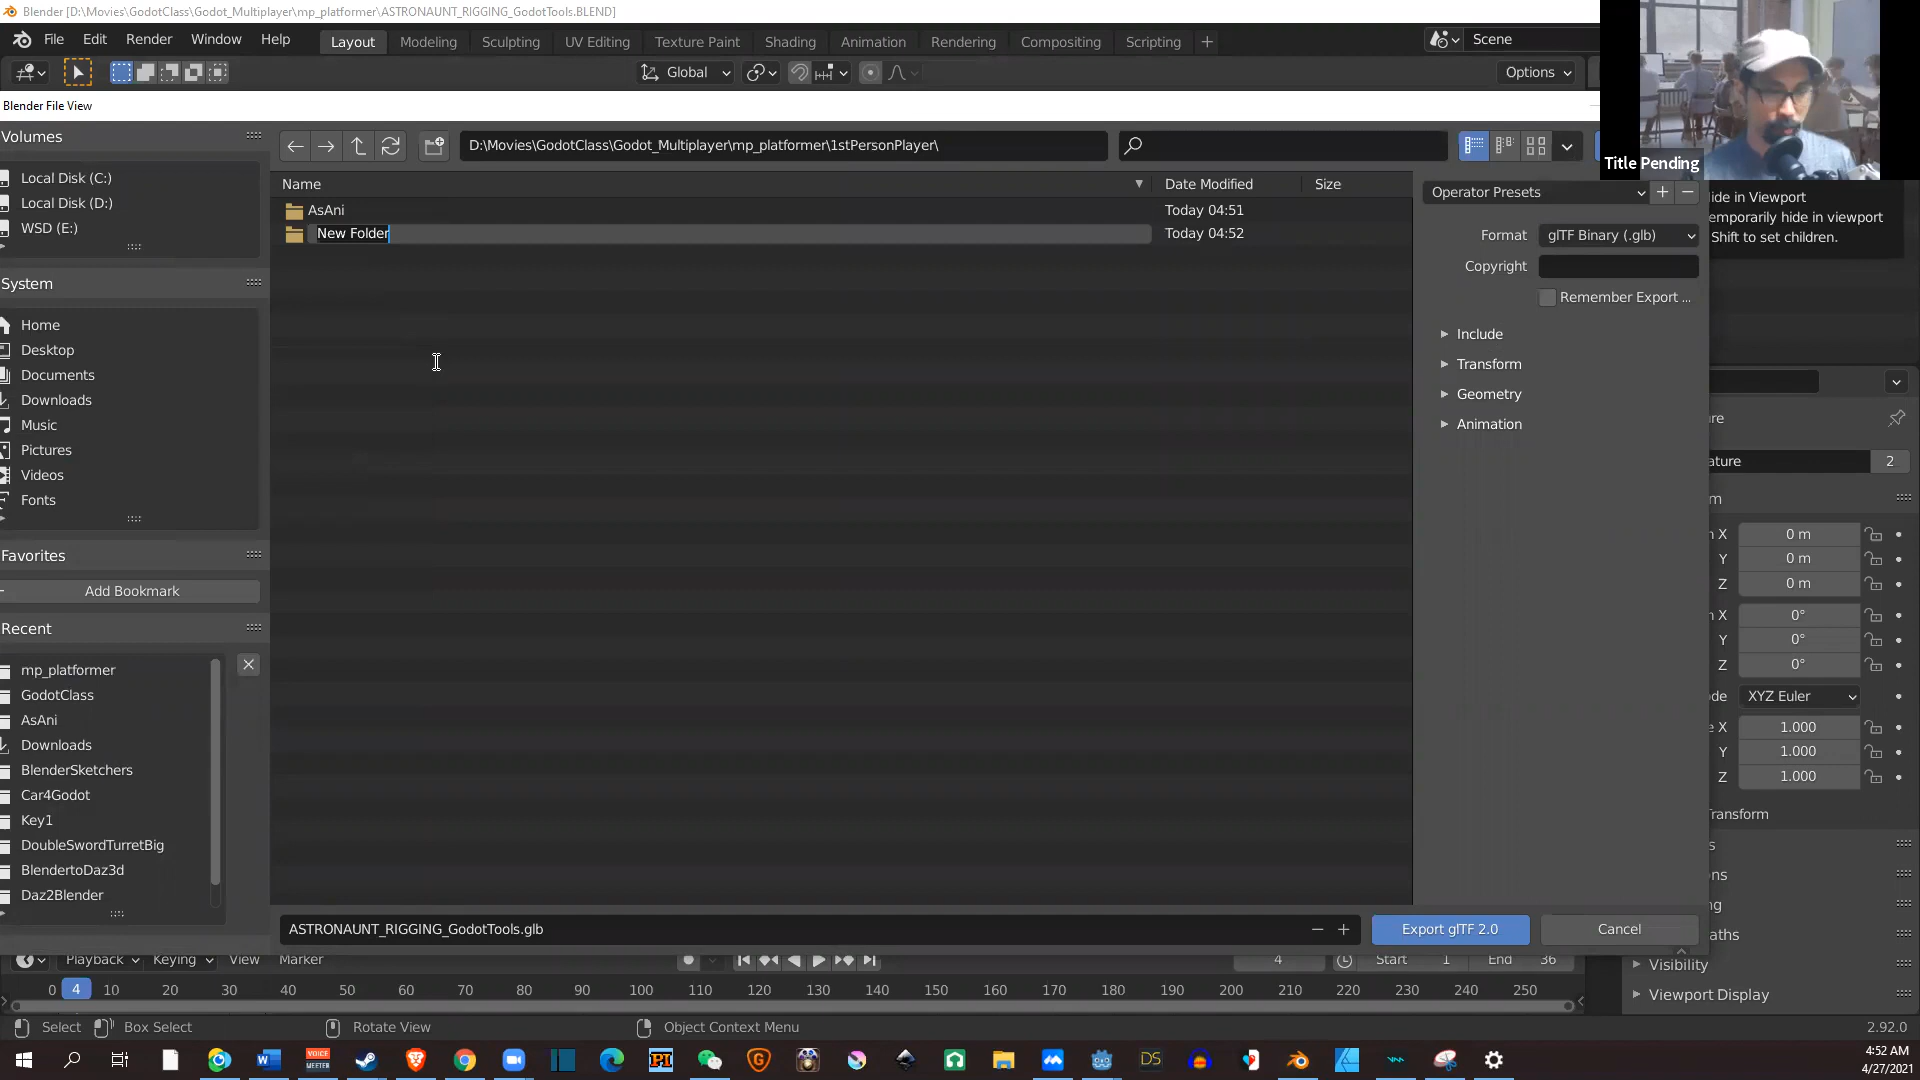 Blender [D:\Movies\GodotClass\Godot_Multiplayer\mp_platformer\ASTRONAUNT_RIGGING_GodotTools.BLEND]
File Edit Render Window Help Layout Modeling Sculpting UV Editing Texture Paint Shading Animation Rendering Compositing Scripting + Scene
Global Options
Blender File View
Title Pending
Volumes
D:\Movies\GodotClass\Godot_Multiplayer\mp_platformer\1stPersonPlayer\
Local Disk (C:)
Local Disk (D:)
WSD (E:)
System
Home
Desktop
Documents
Downloads
Music
Pictures
Videos
Fonts
Favorites
Add Bookmark
Recent
mp_platformer
GodotClass
AsAni
Downloads
BlenderSketchers
Car4Godot
Key1
DoubleSwordTurretBig
BlendertoDaz3d
Daz2Blender
Name Date Modified Size
AsAni Today 04:51
New Folder Today 04:52
Operator Presets
Format glTF Binary (.glb)
Copyright
Remember Export ...
Include
Transform
Geometry
Animation
ide in Viewport
emporarily hide in viewport
Shift to set children.
ure
ature 2
m
n X 0 m
Y 0 m
Z 0 m
n X 0°
Y 0°
Z 0°
ode XYZ Euler
e X 1.000
Y 1.000
Z 1.000
ransform
s
ons
ng
aths
Visibility
Viewport Display
ASTRONAUNT_RIGGING_GodotTools.glb Export glTF 2.0 Cancel
Playback Keying View Marker 4 Start 1 End 36
0 4 10 20 30 40 50 60 70 80 90 100 110 120 130 140 150 160 170 180 190 200 210 220 230 240 250
Select Box Select Rotate View Object Context Menu 2.92.0
4:52 AM
4/27/2021